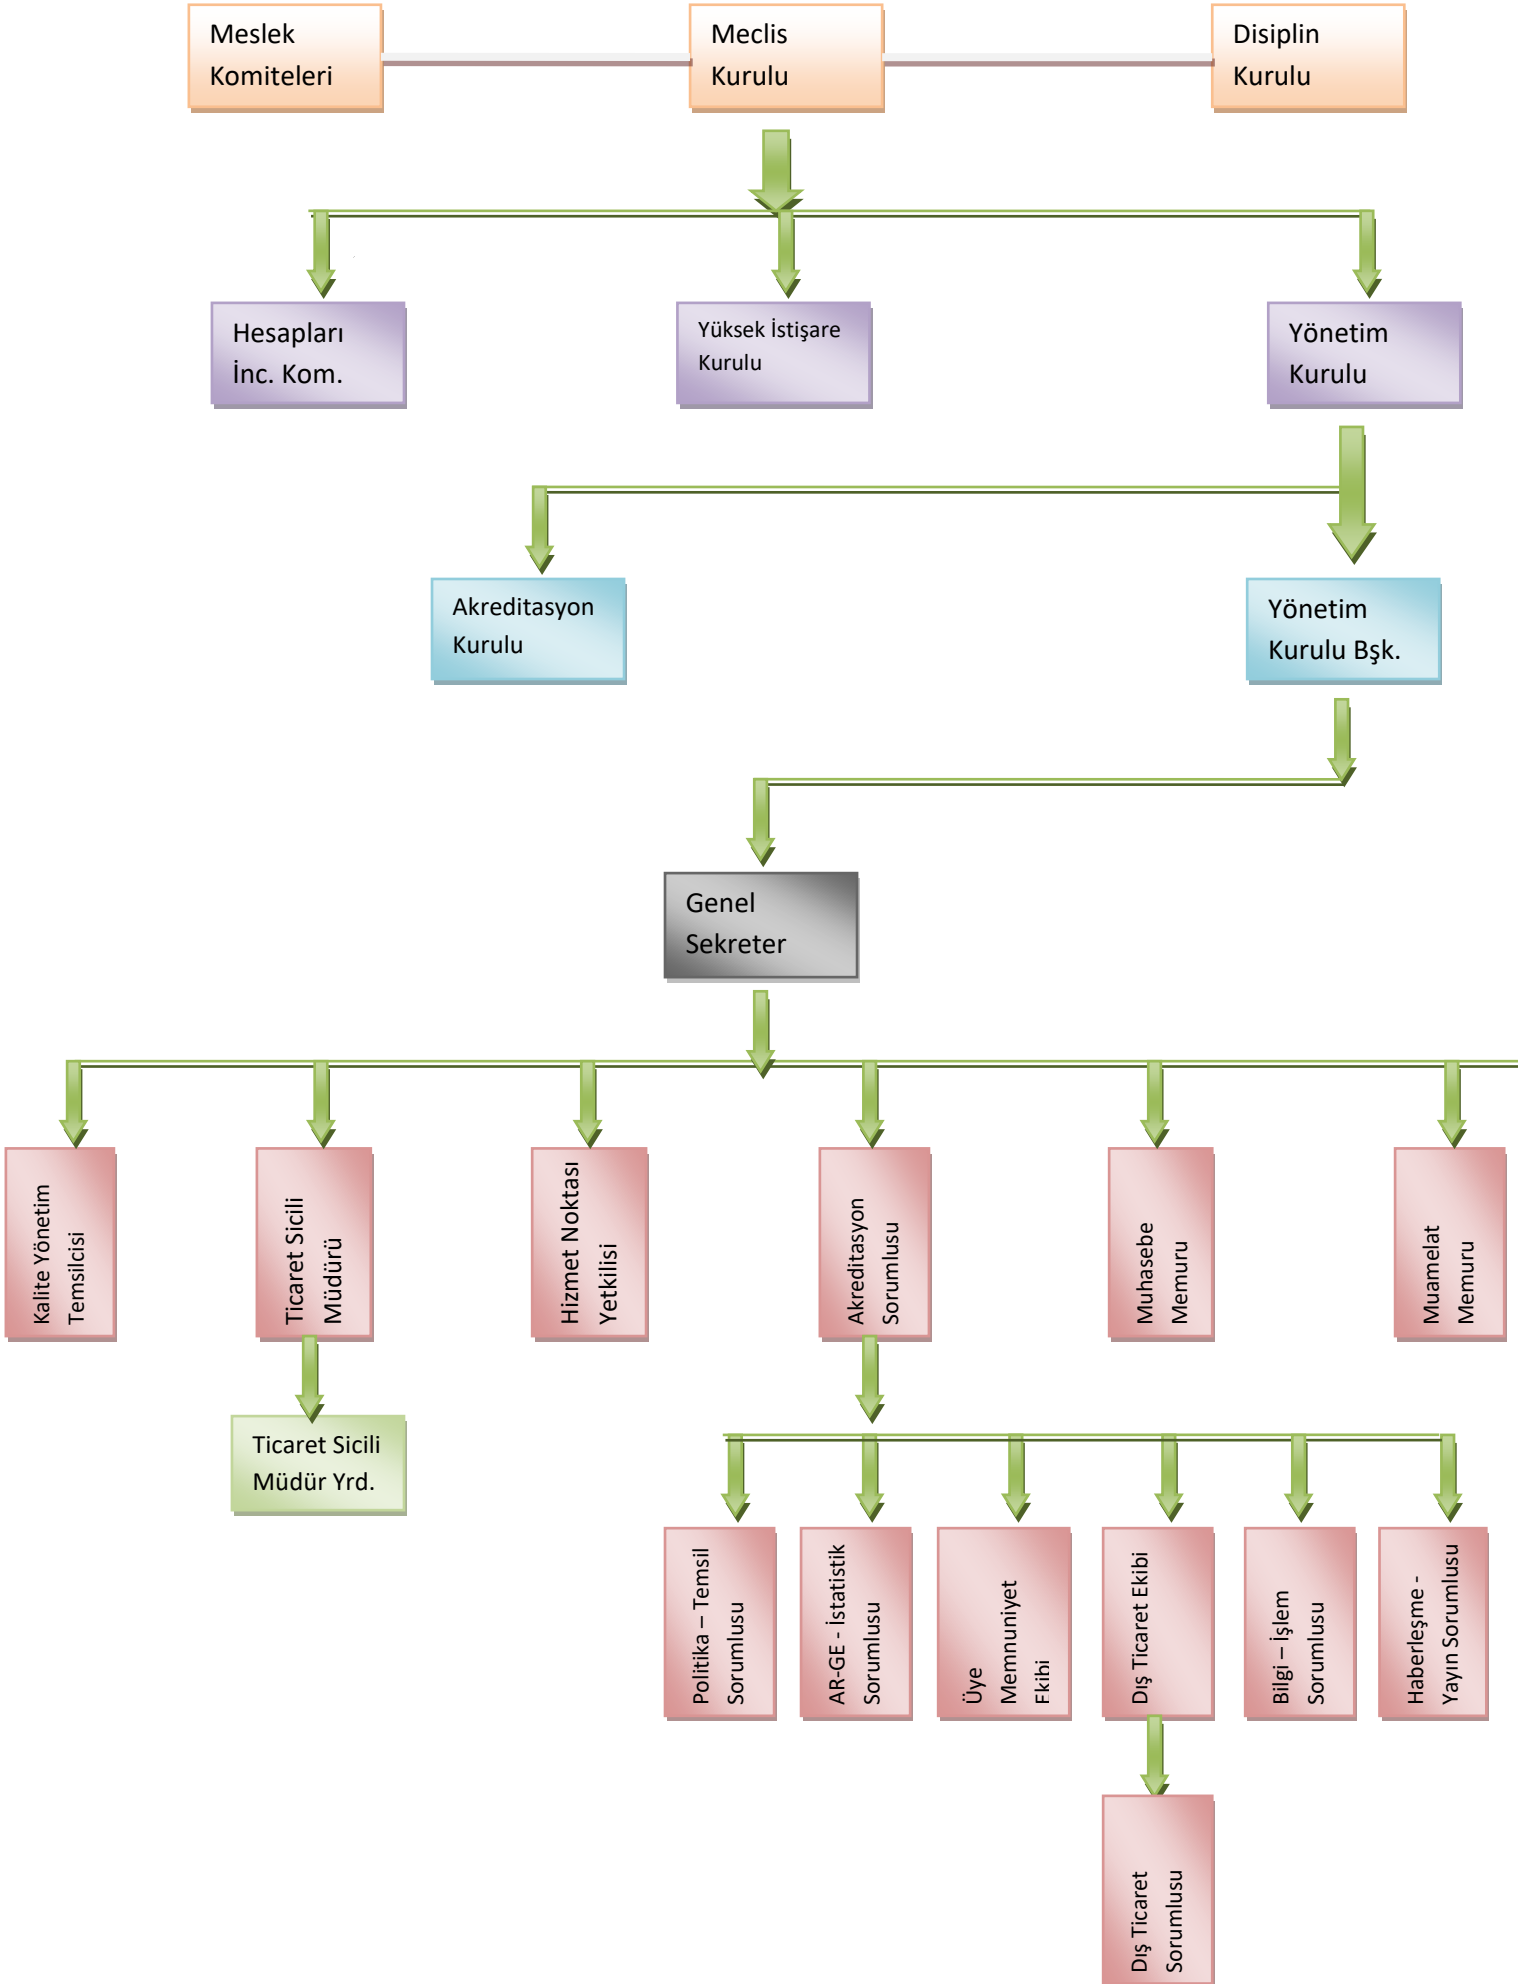 Meslek
Komiteleri
Meclis
Kurulu
Disiplin
Kurulu
Hesapları
İnc. Kom.
Yüksek İstişare
Kurulu
Yönetim
Kurulu
Akreditasyon
Kurulu
Yönetim
Kurulu Bşk.
Genel
Sekreter
Kalite Yönetim
Temsilcisi
Ticaret Sicili
Müdürü
Hizmet Noktası
Yetkilisi
Akreditasyon
Sorumlusu
Muhasebe
Memuru
Muamelat
Memuru
Ticaret Sicili
Müdür Yrd.
Politika – Temsil
Sorumlusu
AR-GE - İstatistik
Sorumlusu
Üye
Memnuniyet
Ekibi
Dış Ticaret Ekibi
Bilgi – İşlem
Sorumlusu
Haberleşme -
Yayın Sorumlusu
Dış Ticaret
Sorumlusu